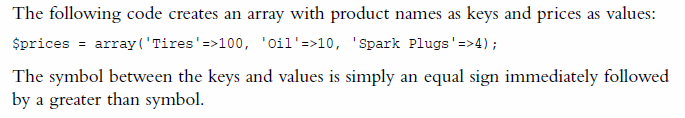 The following code creates an array with product names as keys and prices as values:
$prices = array('Tires'=>100, 'Oil'=>10, 'Spark Plugs'=>4);
The symbol between the keys and values is simply an equal sign immediately followed
by a greater than symbol.